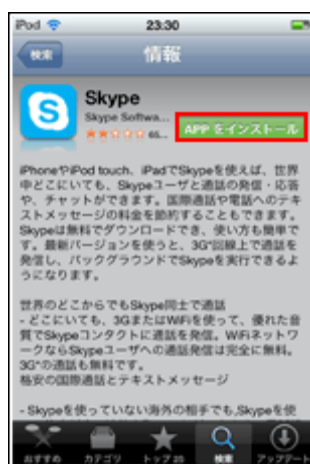 iPod 23:30
検索 情報
Skype
Skype Softwa...
APP をインストール
iPhoneやiPod touch、iPadでSkypeを使えば、世界
中どこにいても、Skypeユーザと通話の発信・応答
や、チャットができます。国際通話や電話へのテキ
ストメッセージの料金を節約することもできます。
Skypeは無料でダウンロードでき、使い方も簡単で
す。最新バージョンを使うと、3G*回線上で通話を
発信し、バックグラウンドでSkypeを実行できるよ
うになります。
世界のどこからでもSkype同士で通話
- どこにいても、3GまたはWiFiを使って、優れた音
質でSkypeコンタクトに通話を発信。WiFiネットワ
ークならSkypeユーザへの通話発信は完全に無料。
3G*の通話も無料です。
格安の国際通話とテキストメッセージ
- Skypeを使っていない海外の相手でも,Skypeを使
おすすめ カテゴリ トップ 25 検索 アップデート